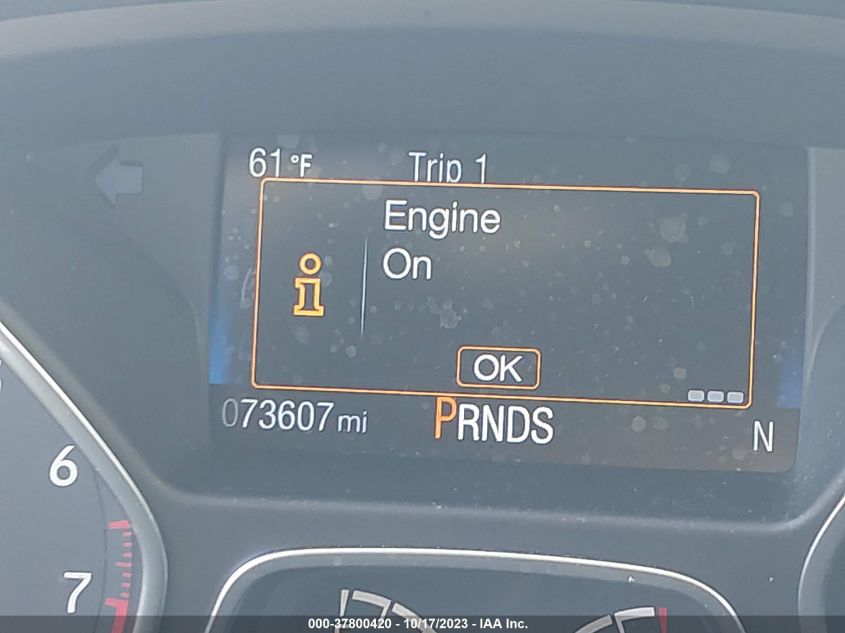 61°F Trip 1
Engine
On
OK
073607 mi PRNDS N
6
7
000-37800420 - 10/17/2023 - IAA Inc.